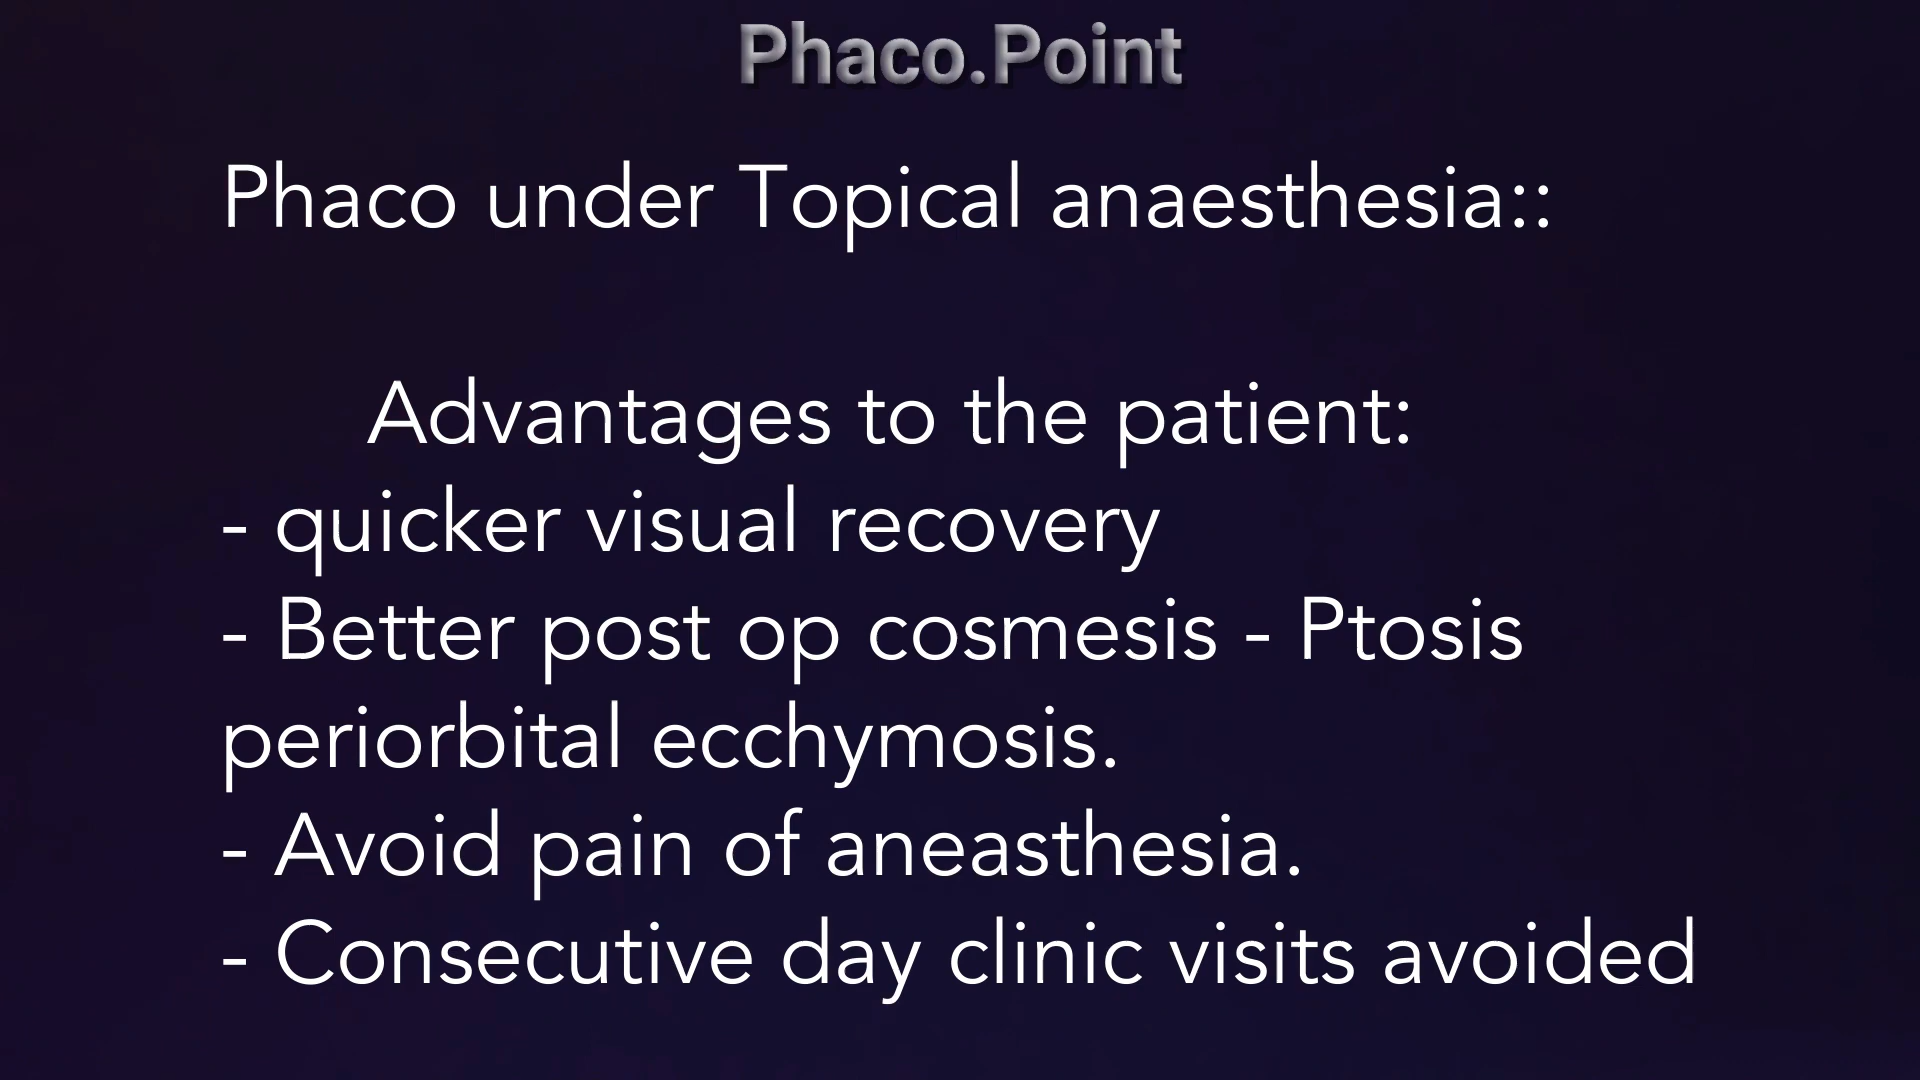 Phaco.Point
Phaco under Topical anaesthesia::
Advantages to the patient:
- quicker visual recovery
- Better post op cosmesis - Ptosis
periorbital ecchymosis.
- Avoid pain of aneasthesia.
- Consecutive day clinic visits avoided